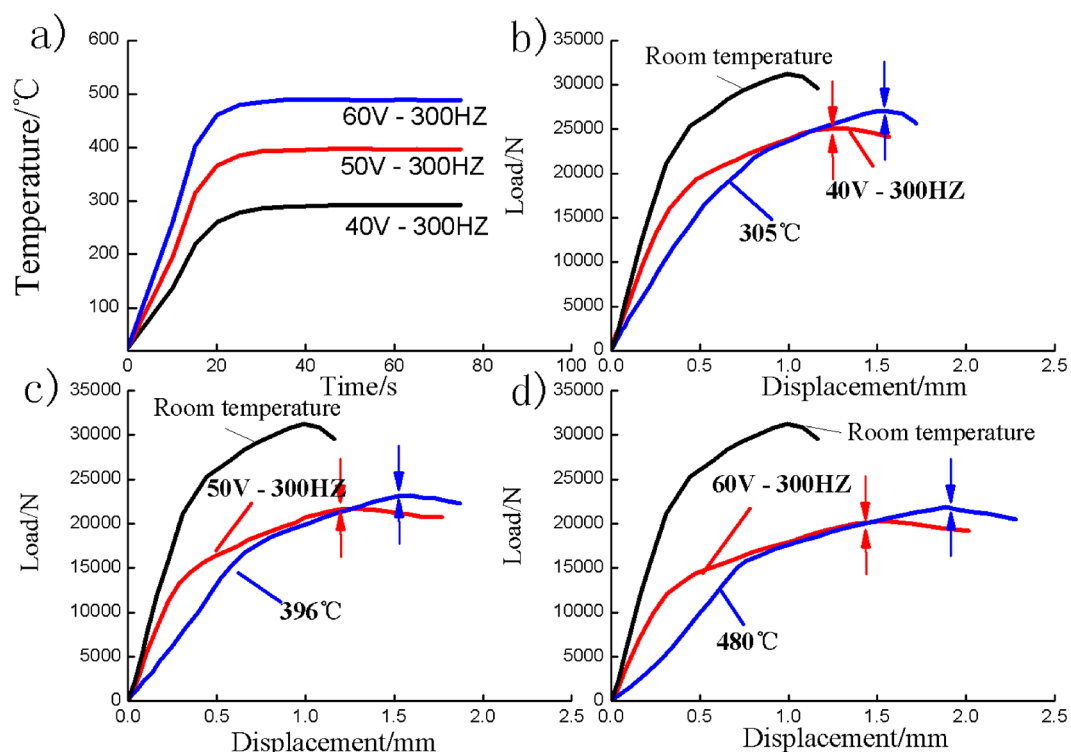 a)
600
500
400
300
200
100
Temperature/℃
60V - 300HZ
50V - 300HZ
40V - 300HZ
0 20 40 60 80 100
Time/s
b)
35000
30000
25000
20000
15000
10000
5000
0
Load/N
Room temperature
40V - 300HZ
305℃
0.0 0.5 1.0 1.5 2.0 2.5
Displacement/mm
c)
35000
30000
25000
20000
15000
10000
5000
0
Load/N
Room temperature
50V - 300HZ
396℃
0.0 0.5 1.0 1.5 2.0 2.5
Displacement/mm
d)
35000
30000
25000
20000
15000
10000
5000
0
Load/N
Room temperature
60V - 300HZ
480℃
0.0 0.5 1.0 1.5 2.0 2.5
Displacement/mm